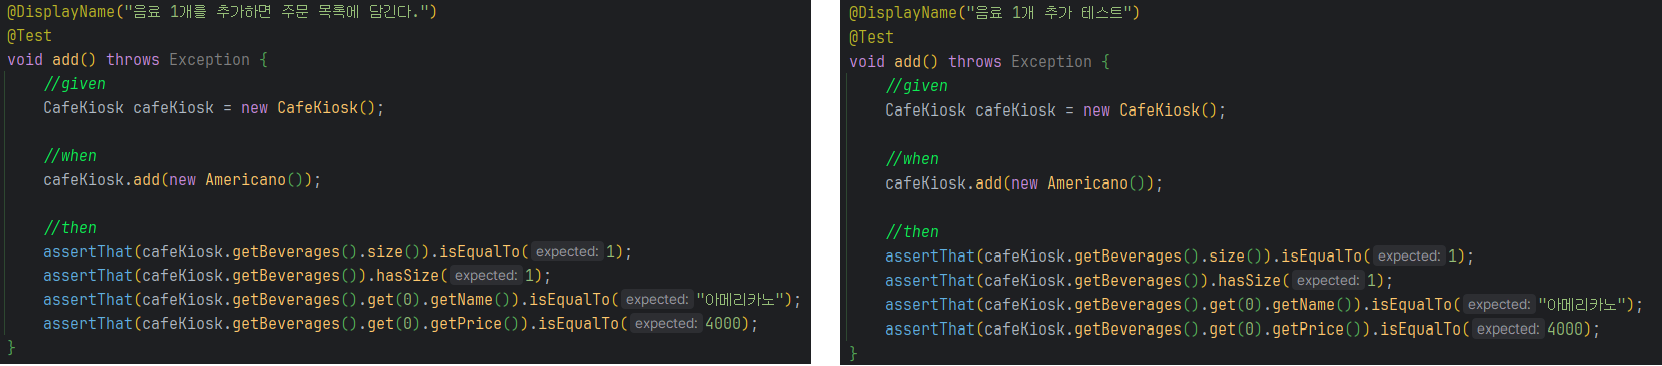 @DisplayName("음료 1개를 추가하면 주문 목록에 담긴다.")
@Test
void add() throws Exception {
//given
CafeKiosk cafeKiosk = new CafeKiosk();
//when
cafeKiosk.add(new Americano());
//then
assertThat(cafeKiosk.getBeverages().size()).isEqualTo( expected: 1);
assertThat(cafeKiosk.getBeverages()).hasSize( expected: 1);
assertThat(cafeKiosk.getBeverages().get(0).getName()).isEqualTo( expected: "아메리카노");
assertThat(cafeKiosk.getBeverages().get(0).getPrice()).isEqualTo( expected: 4000);
}
@DisplayName("음료 1개 추가 테스트")
@Test
void add() throws Exception {
//given
CafeKiosk cafeKiosk = new CafeKiosk();
//when
cafeKiosk.add(new Americano());
//then
assertThat(cafeKiosk.getBeverages().size()).isEqualTo( expected: 1);
assertThat(cafeKiosk.getBeverages()).hasSize( expected: 1);
assertThat(cafeKiosk.getBeverages().get(0).getName()).isEqualTo( expected: "아메리카노");
assertThat(cafeKiosk.getBeverages().get(0).getPrice()).isEqualTo( expected: 4000);
}